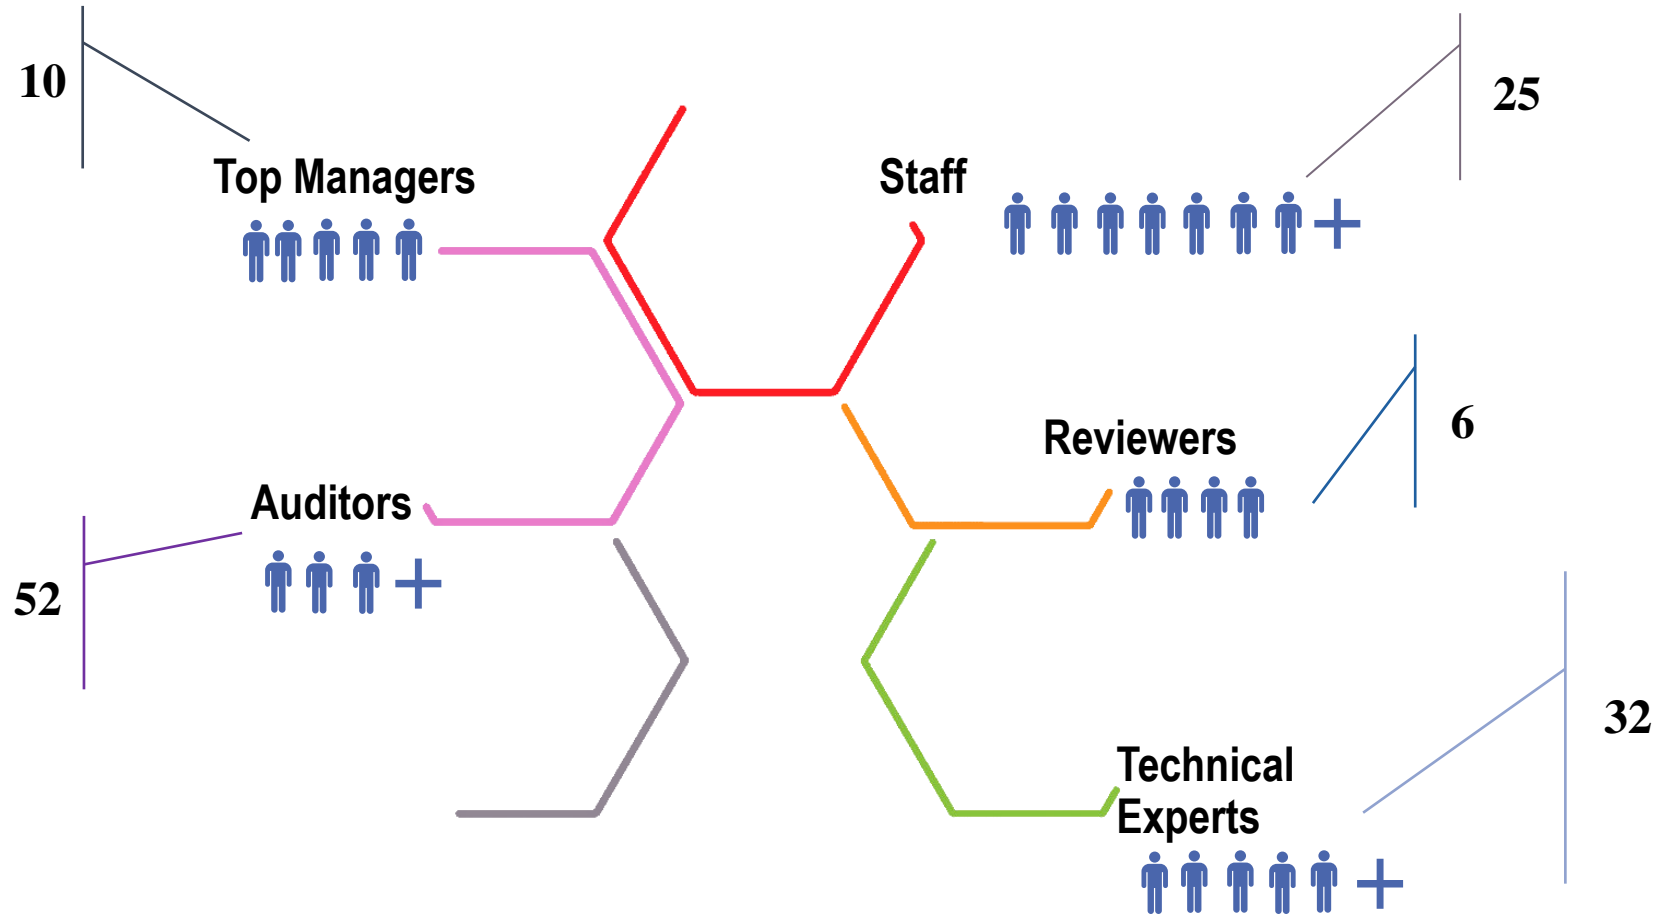 10
Top Managers
Staff
25
Reviewers
6
Auditors
52
Technical
Experts
32